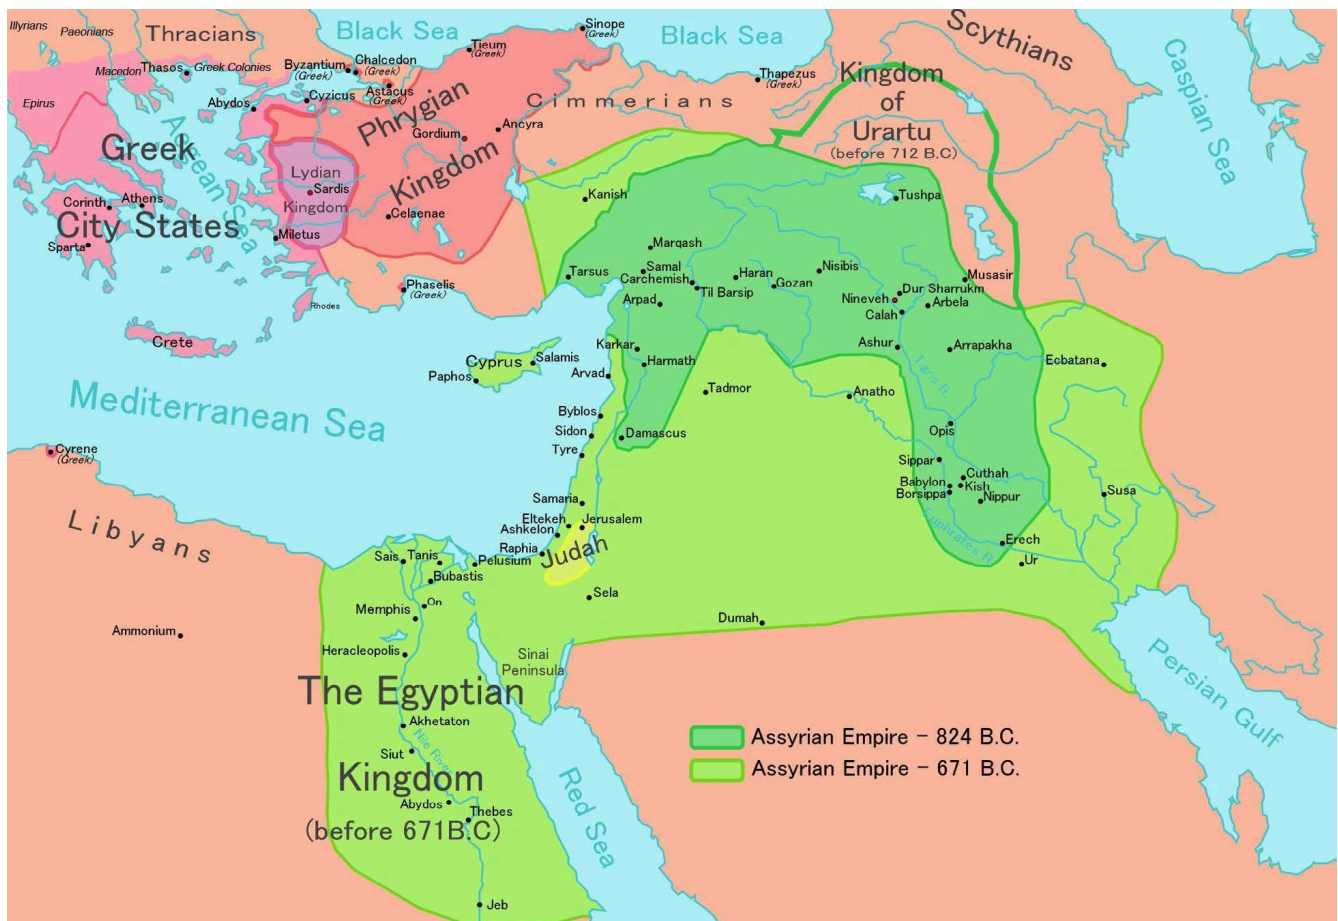 Illyrians
Paeonians
Thracians
Black Sea
Sinope
(Greek)
Black Sea
Scythians
Caspian Sea
Macedon
Thasos
Greek Colonies
Byzantium
(Greek)
Chalcedon
(Greek)
Tieum
(Greek)
Astacus
(Greek)
Thapezus
(Greek)
Kingdom
of
Urartu
(before 712 B.C)
Epirus
Abydos
Cyzicus
Cimmerians
Phrygian
Kingdom
Gordium
Ancyra
Aegean Sea
Greek
City States
Lydian
Kingdom
Sardis
Celaenae
Kanish
Tushpa
Corinth
Athens
Sparta
Miletus
Marqash
Samal
Carchemish
Til Barsip
Haran
Gozan
Nisibis
Musasir
Tarsus
Phaselis
(Greek)
Rhodes
Arpad
Dur Sharrukm
Nineveh
Arbela
Calah
Crete
Cyprus
Salamis
Paphos
Karkar
Harmath
Arvad
Ashur
Arrapakha
Ecbatana
Tigris R.
Mediterranean Sea
Tadmor
Anatho
Byblos
Sidon
Tyre
Damascus
Opis
Cyrene
(Greek)
Sippar
Cuthah
Babylon
Kish
Borsippa
Nippur
Susa
Samaria
Eltekeh
Jerusalem
Ashkelon
Raphia
Judah
Euphrates R.
Erech
Ur
Libyans
Sais
Tanis
Pelusium
Bubastis
On
Memphis
Sela
Dumah
Ammonium
Heracleopolis
Sinai
Peninsula
The Egyptian
Kingdom
(before 671B.C)
Persian Gulf
Akhetaton
Nile River
Siut
Abydos
Thebes
Red Sea
Jeb
Assyrian Empire - 824 B.C.
Assyrian Empire - 671 B.C.